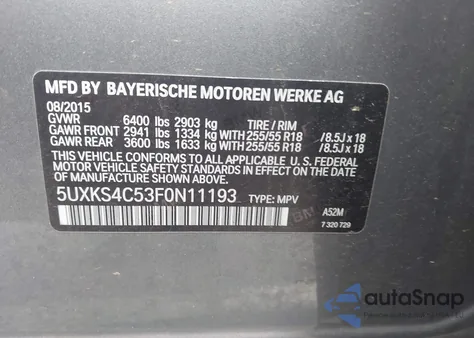 MFD BY BAYERISCHE MOTOREN WERKE AG
08/2015
GVWR 6400 lbs 2903 kg TIRE / RIM
GAWR FRONT 2941 lbs 1334 kg WITH 255/55 R18 /8.5J x 18
GAWR REAR 3600 lbs 1633 kg WITH 255/55 R18 /8.5J x 18
THIS VEHICLE CONFORMS TO ALL APPLICABLE U. S. FEDERAL
MOTOR VEHICLE SAFETY STANDARDS IN EFFECT ON THE
DATE OF MANUFACTURE SHOWN ABOVE.
5UXKS4C53F0N11193 TYPE: MPV
A52M
7 320 729
autoSnap